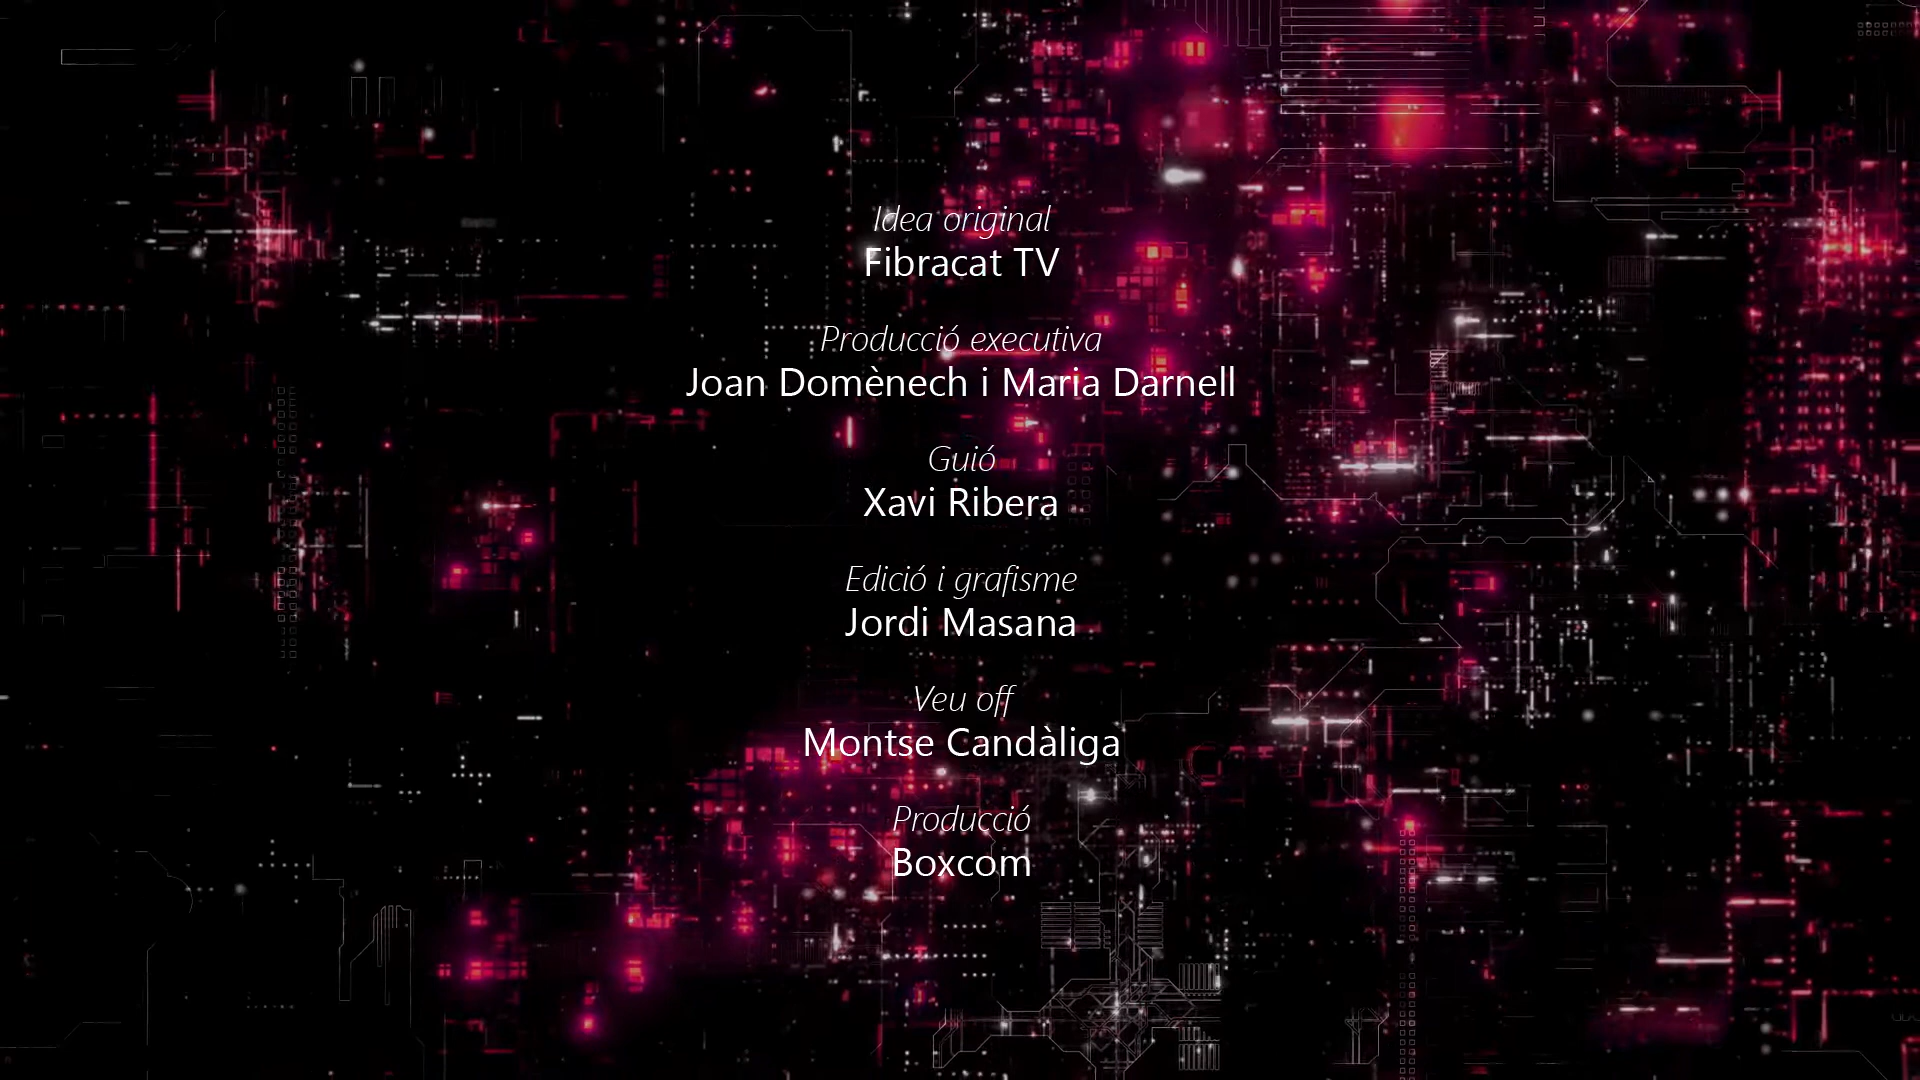 Idea original
Fibracat TV
Producció executiva
Joan Domènech i Maria Darnell
Guió
Xavi Ribera
Edició i grafisme
Jordi Masana
Veu off
Montse Candàliga
Producció
Boxcom